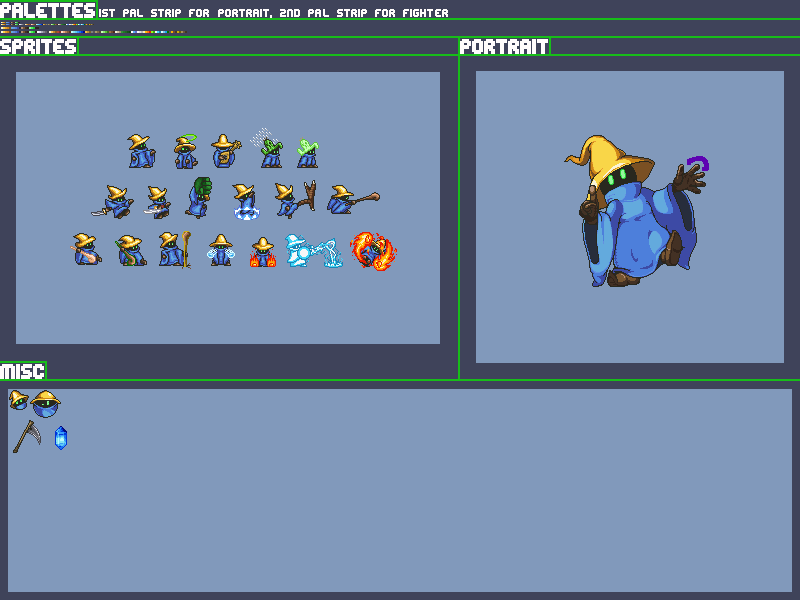 PALETTES 1ST PAL STRIP FOR PORTRAIT, 2ND PAL STRIP FOR FIGHTER
SPRITES
PORTRAIT
MISC